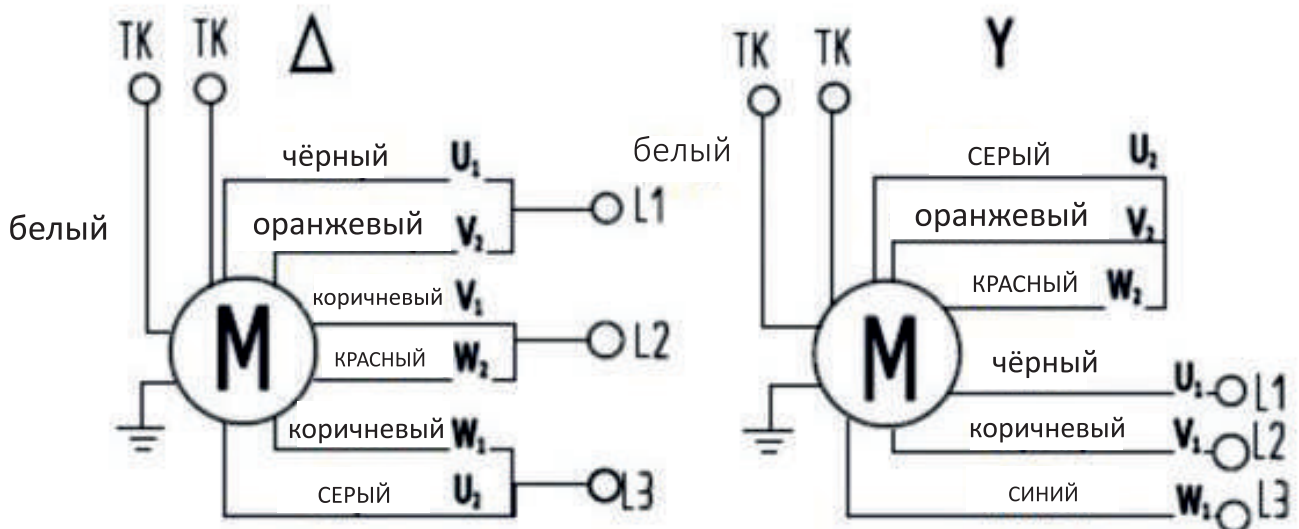 TK TK Δ
чёрный U₁
L1
белый
оранжевый V₂
коричневый V₁
L2
M
КРАСНЫЙ W₂
коричневый W₁
СЕРЫЙ U₂
L3
TK TK Y
белый
СЕРЫЙ U₂
оранжевый V₂
КРАСНЫЙ W₂
M
чёрный U₁ L1
коричневый V₁ L2
синий W₁ L3